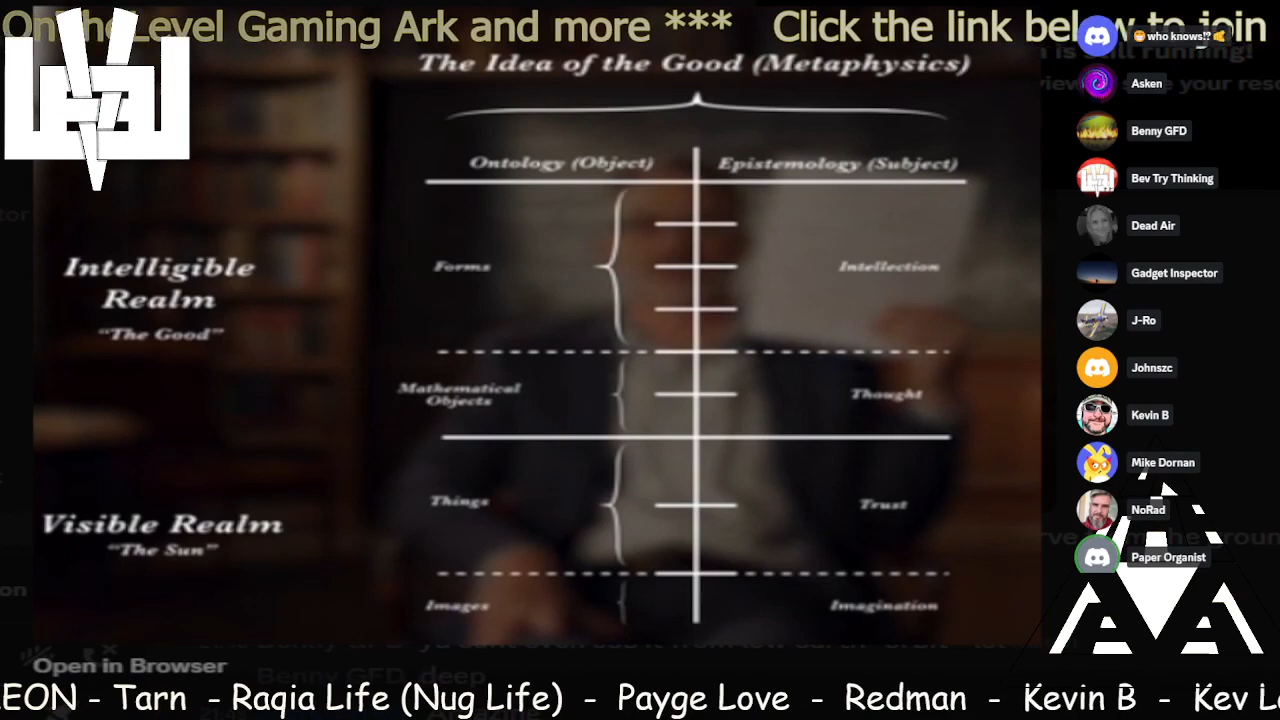 OntheLevel Gaming Ark and more *** Click the link below to join
The Idea of the Good (Metaphysics)
Ontology (Object)
Epistemology (Subject)
Intelligible
Realm
"The Good"
Forms
Intellection
Mathematical
Objects
Thought
Visible Realm
"The Sun"
Things
Trust
Images
Imagination
Open in Browser
who knows!?
Asken
Benny GFD
Bev Try Thinking
Dead Air
Gadget Inspector
J-Ro
Johnszc
Kevin B
Mike Dornan
NoRad
Paper Organist
EON - Tarn - Raqia Life (Nug Life) - Payge Love - Redman - Kevin B - Kev L